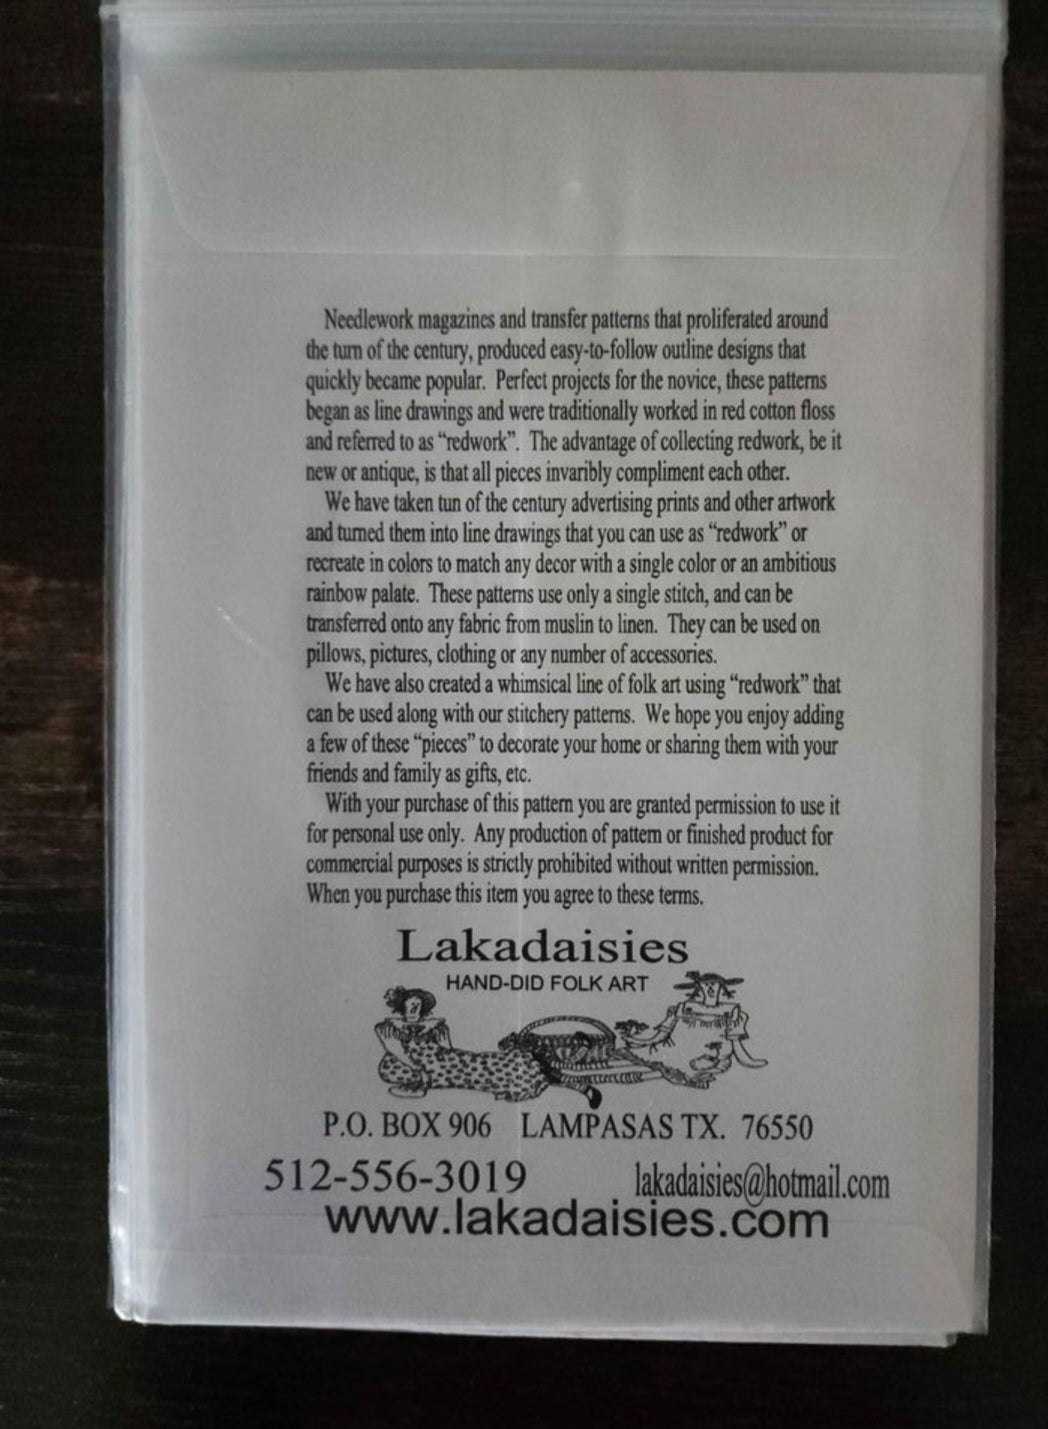 Needlework magazines and transfer patterns that proliferated around
the turn of the century, produced easy-to-follow outline designs that
quickly became popular. Perfect projects for the novice, these patterns
began as line drawings and were traditionally worked in red cotton floss
and referred to as “redwork”. The advantage of collecting redwork, be it
new or antique, is that all pieces invaribly compliment each other.
We have taken tun of the century advertising prints and other artwork
and turned them into line drawings that you can use as “redwork” or
recreate in colors to match any decor with a single color or an ambitious
rainbow palate. These patterns use only a single stitch, and can be
transferred onto any fabric from muslin to linen. They can be used on
pillows, pictures, clothing or any number of accessories.
We have also created a whimsical line of folk art using “redwork” that
can be used along with our stitchery patterns. We hope you enjoy adding
a few of these “pieces” to decorate your home or sharing them with your
friends and family as gifts, etc.
With your purchase of this pattern you are granted permission to use it
for personal use only. Any production of pattern or finished product for
commercial purposes is strictly prohibited without written permission.
When you purchase this item you agree to these terms.
Lakadaisies
HAND-DID FOLK ART
P.O. BOX 906 LAMPASAS TX. 76550
512-556-3019 lakadaisies@hotmail.com
www.lakadaisies.com